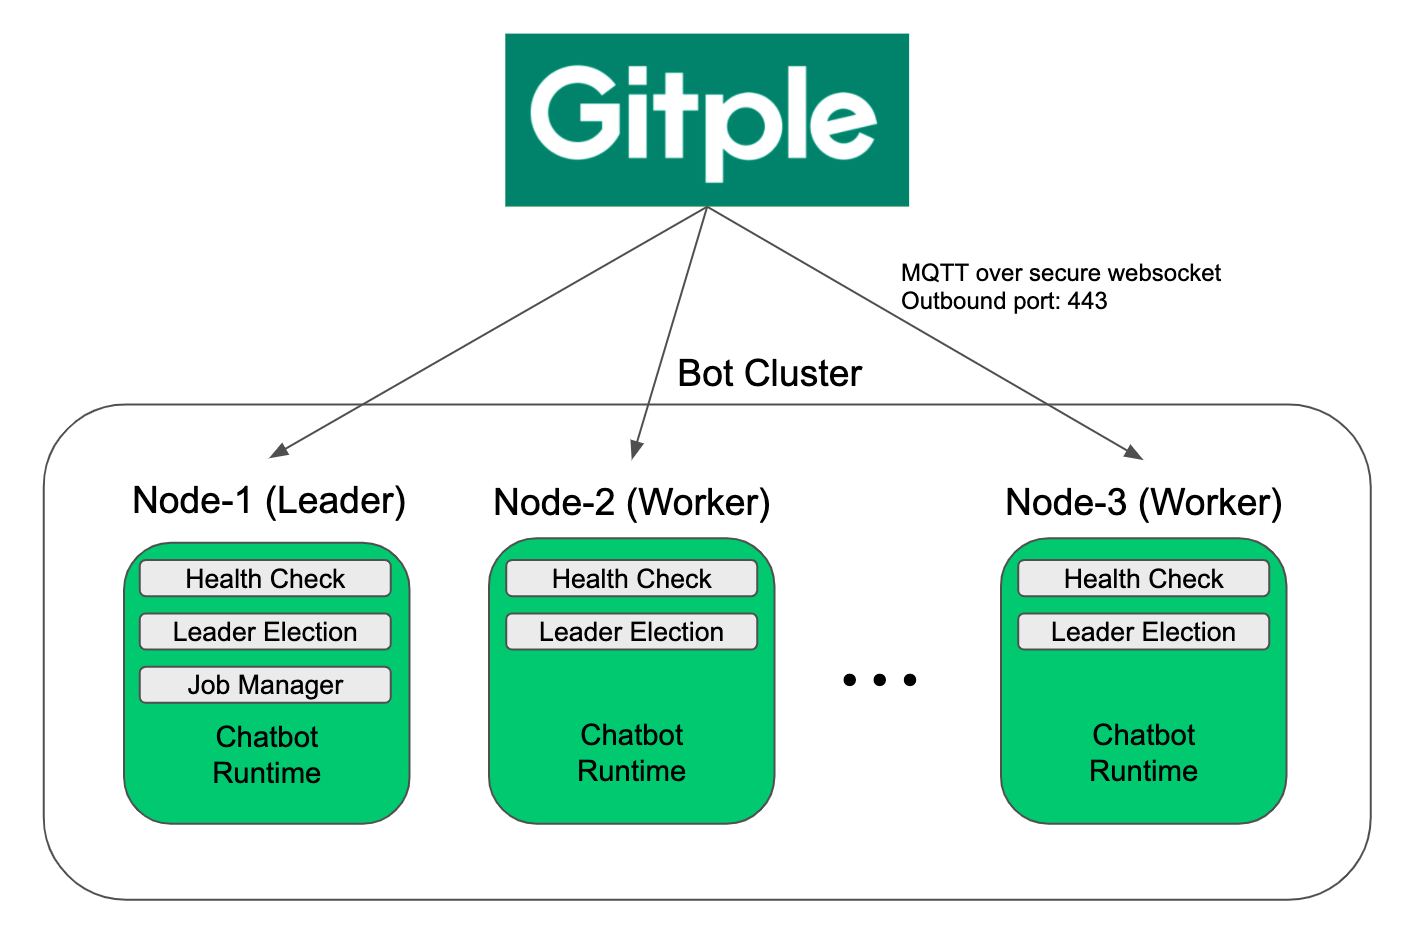 Gitple
MQTT over secure websocket
Outbound port: 443
Bot Cluster
Node-1 (Leader)
Health Check
Leader Election
Job Manager
Chatbot
Runtime
Node-2 (Worker)
Health Check
Leader Election
Chatbot
Runtime
• • •
Node-3 (Worker)
Health Check
Leader Election
Chatbot
Runtime